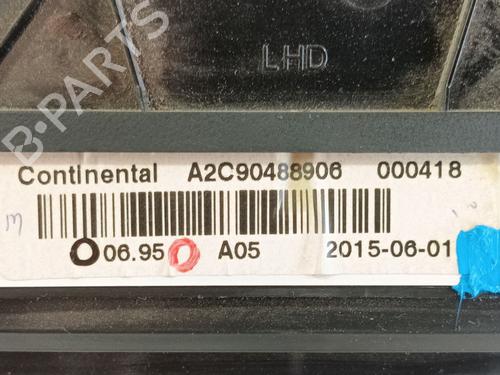 B-PARTS
LHD
Continental A2C90488906 000418
m
06.95 A05 2015-06-01